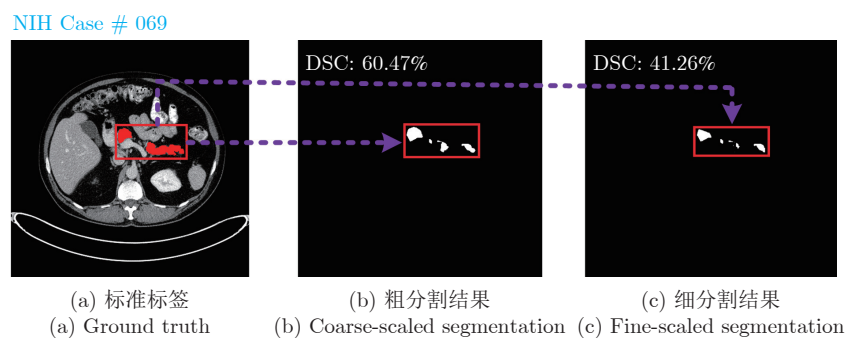 NIH Case # 069
DSC: 60.47%
DSC: 41.26%
(a) 标准标签
(b) 粗分割结果
(c) 细分割结果
(a) Ground truth
(b) Coarse-scaled segmentation
(c) Fine-scaled segmentation